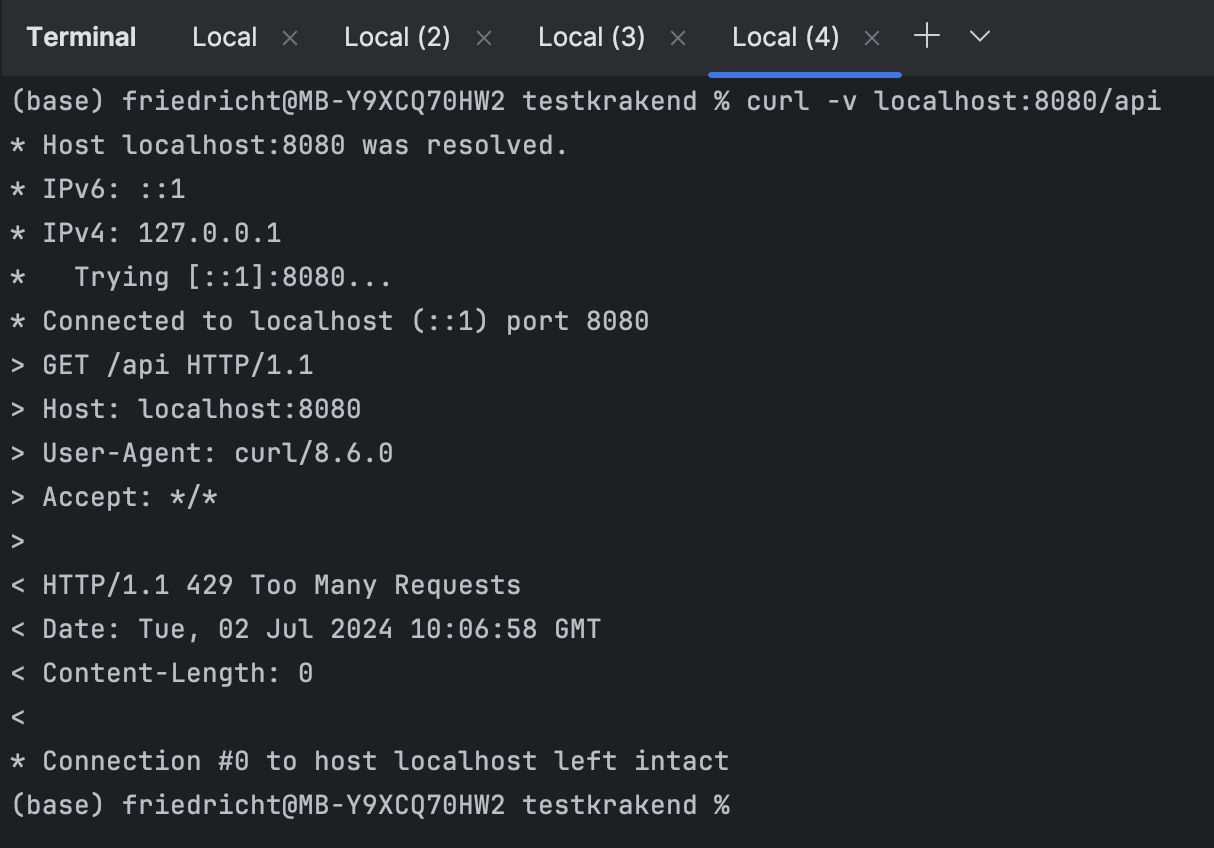 Terminal Local × Local (2) × Local (3) × Local (4) × +
(base) friedricht@MB-Y9XCQ70HW2 testkrakend % curl -v localhost:8080/api
* Host localhost:8080 was resolved.
* IPv6: ::1
* IPv4: 127.0.0.1
*   Trying [::1]:8080...
* Connected to localhost (::1) port 8080
> GET /api HTTP/1.1
> Host: localhost:8080
> User-Agent: curl/8.6.0
> Accept: */*
>
< HTTP/1.1 429 Too Many Requests
< Date: Tue, 02 Jul 2024 10:06:58 GMT
< Content-Length: 0
<
* Connection #0 to host localhost left intact
(base) friedricht@MB-Y9XCQ70HW2 testkrakend %